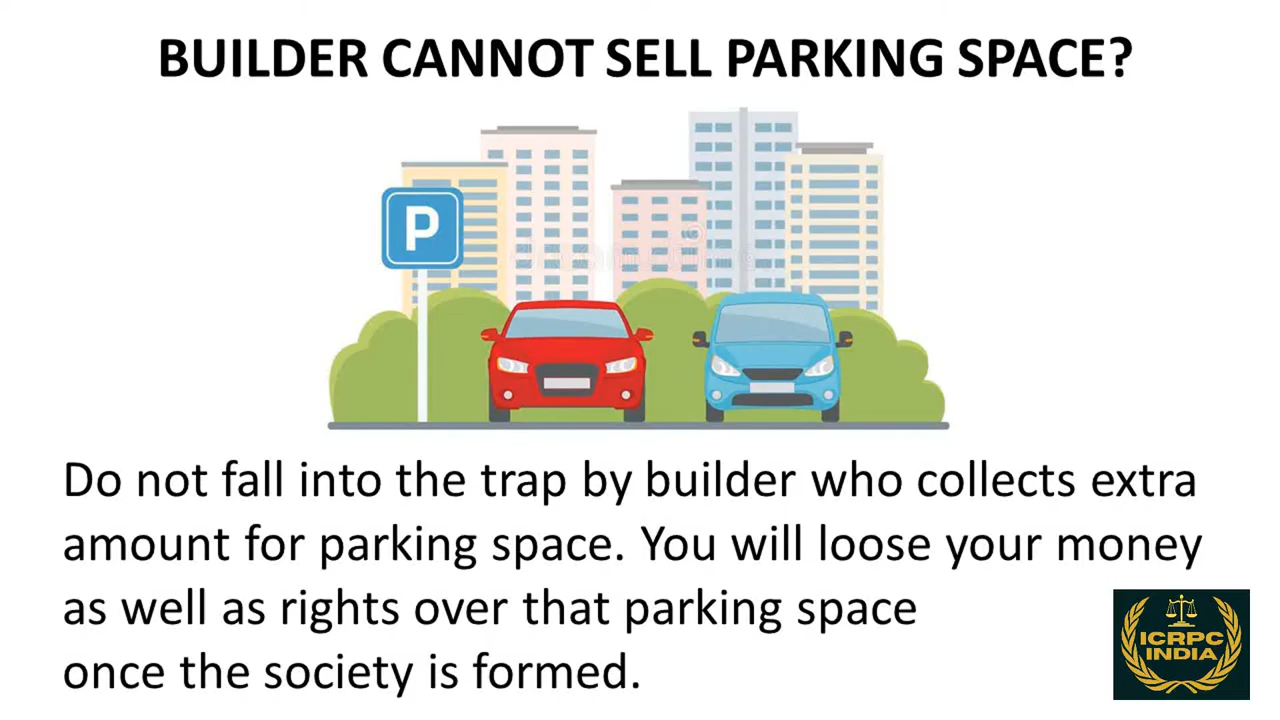 BUILDER CANNOT SELL PARKING SPACE?
P
dreamstime
Do not fall into the trap by builder who collects extra
amount for parking space. You will loose your money
as well as rights over that parking space
once the society is formed.
ICRPC
INDIA